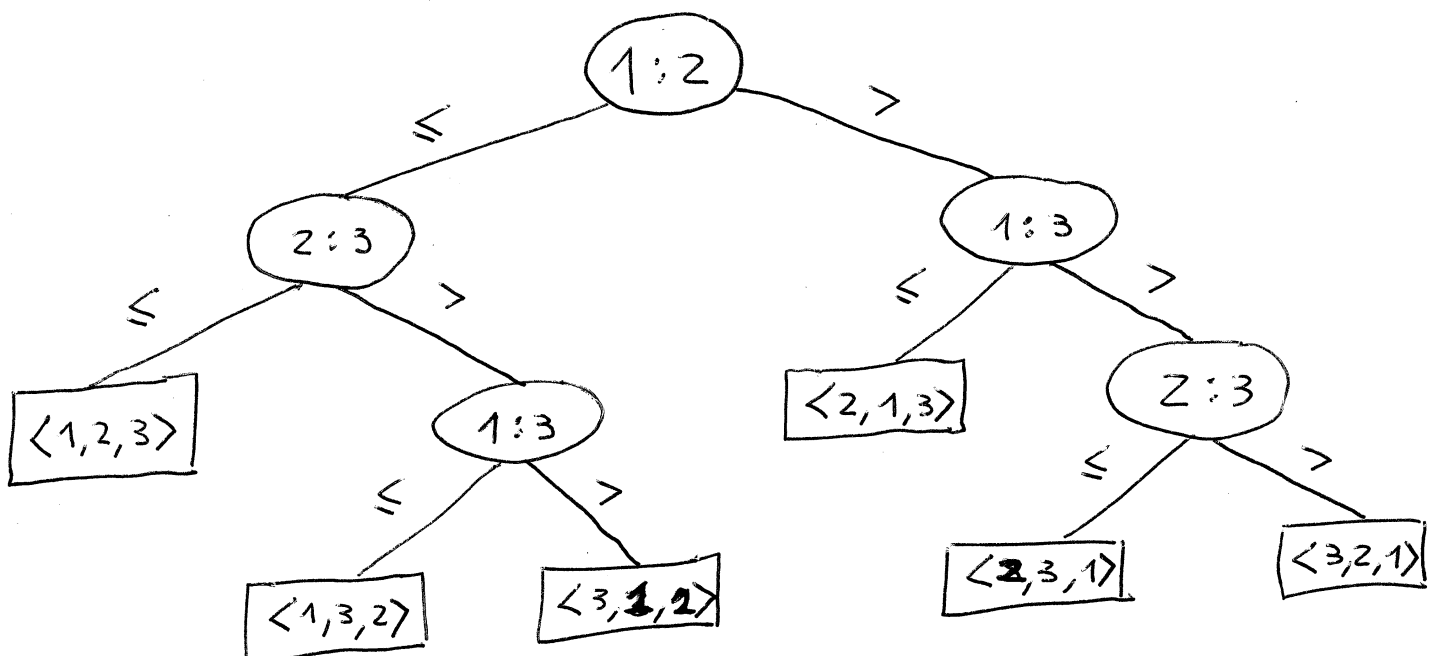 1:2
≤ >
2:3 1:3
≤ > ≤ >
<1,2,3> 1:3 <2,1,3> 2:3
≤ > ≤ >
<1,3,2> <3,1,2> <2,3,1> <3,2,1>